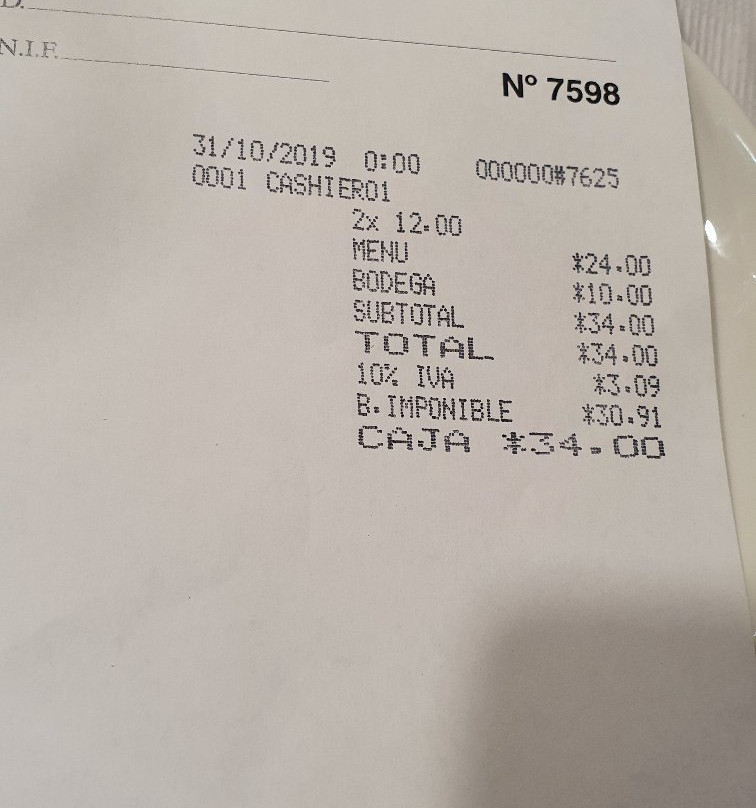 D.
N.I.F.
Nº 7598
31/10/2019 0:00 000000#7625
0001 CASHIER01
2x 12.00
MENU *24.00
BODEGA *10.00
SUBTOTAL *34.00
TOTAL *34.00
10% IVA *3.09
B.IMPONIBLE *30.91
CAJA *34.00